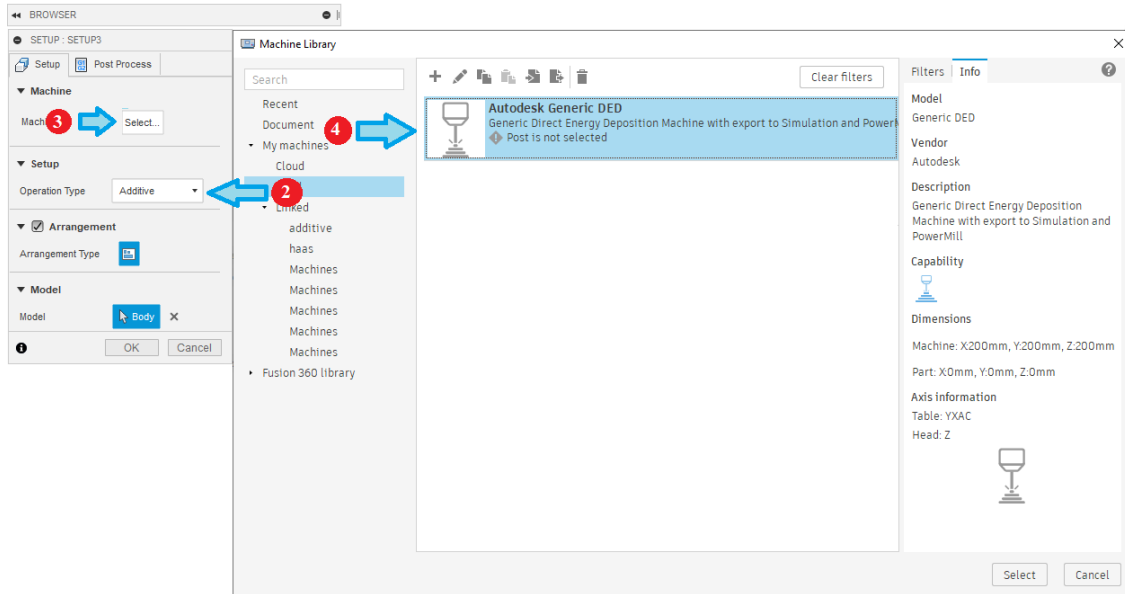 BROWSER
SETUP : SETUP3
Setup
Post Process
Machine
3
Select...
Setup
Operation Type
Additive
2
Arrangement
Arrangement Type
Model
Model
Body
OK
Cancel
Machine Library
Search
Recent
Document
My machines
Cloud
Linked
additive
haas
Machines
Machines
Machines
Machines
Machines
Fusion 360 library
Clear filters
4
Autodesk Generic DED
Generic Direct Energy Deposition Machine with export to Simulation and
Post is not selected
Filters
Info
Model
Generic DED
Vendor
Autodesk
Description
Generic Direct Energy Deposition
Machine with export to Simulation and
PowerMill
Capability
Dimensions
Machine: X:200mm, Y:200mm, Z:200mm
Part: X:0mm, Y:0mm, Z:0mm
Axis information
Table: YXAC
Head: Z
Select
Cancel